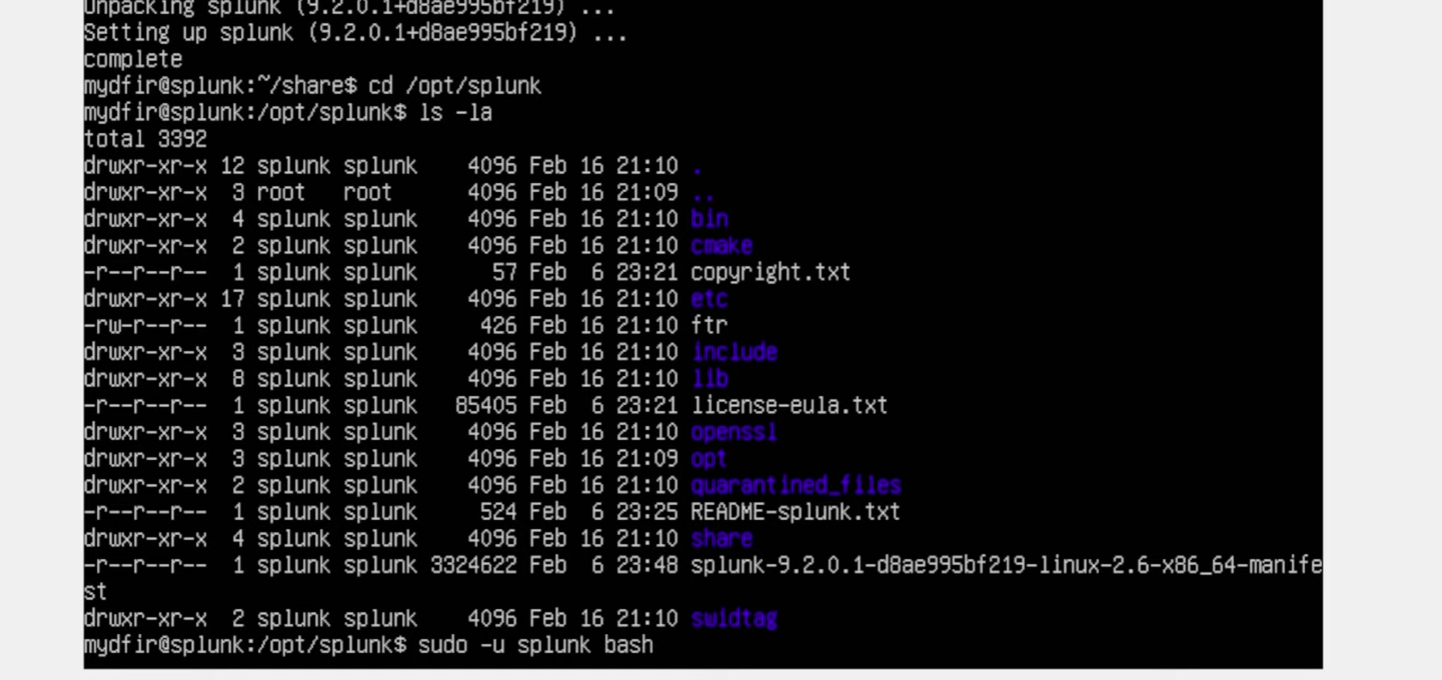 Unpacking splunk (9.2.0.1+d8ae995bf219) ...
Setting up splunk (9.2.0.1+d8ae995bf219) ...
complete
mydfir@splunk:~/share$ cd /opt/splunk
mydfir@splunk:/opt/splunk$ ls -la
total 3392
drwxr-xr-x 12 splunk splunk    4096 Feb 16 21:10 .
drwxr-xr-x  3 root   root      4096 Feb 16 21:09 ..
drwxr-xr-x  4 splunk splunk    4096 Feb 16 21:10 bin
drwxr-xr-x  2 splunk splunk    4096 Feb 16 21:10 cmake
-r--r--r--  1 splunk splunk      57 Feb  6 23:21 copyright.txt
drwxr-xr-x 17 splunk splunk    4096 Feb 16 21:10 etc
-rw-r--r--  1 splunk splunk     426 Feb 16 21:10 ftr
drwxr-xr-x  3 splunk splunk    4096 Feb 16 21:10 include
drwxr-xr-x  8 splunk splunk    4096 Feb 16 21:10 lib
-r--r--r--  1 splunk splunk   85405 Feb  6 23:21 license-eula.txt
drwxr-xr-x  3 splunk splunk    4096 Feb 16 21:10 openssl
drwxr-xr-x  3 splunk splunk    4096 Feb 16 21:09 opt
drwxr-xr-x  2 splunk splunk    4096 Feb 16 21:10 quarantined_files
-r--r--r--  1 splunk splunk     524 Feb  6 23:25 README-splunk.txt
drwxr-xr-x  4 splunk splunk    4096 Feb 16 21:10 share
-r--r--r--  1 splunk splunk 3324622 Feb  6 23:48 splunk-9.2.0.1-d8ae995bf219-linux-2.6-x86_64-manife
st
drwxr-xr-x  2 splunk splunk    4096 Feb 16 21:10 swidtag
mydfir@splunk:/opt/splunk$ sudo -u splunk bash